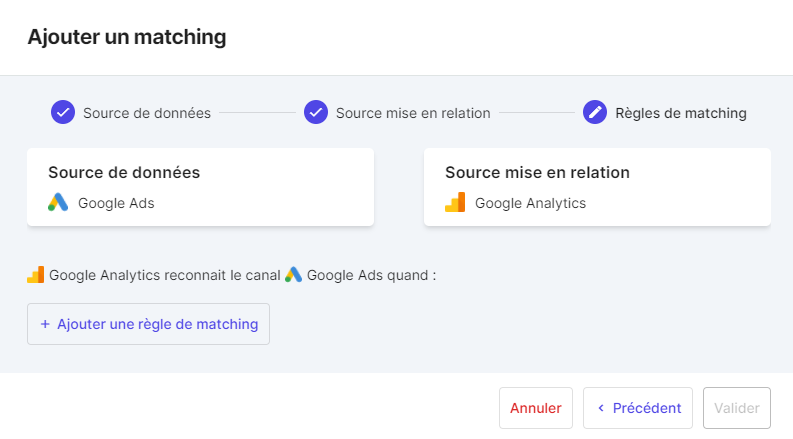 Ajouter un matching
Source de données
Source mise en relation
Règles de matching
Source de données
Google Ads
Source mise en relation
Google Analytics
Google Analytics reconnait le canal Google Ads quand :
+ Ajouter une règle de matching
Annuler
‹ Précédent
Valider